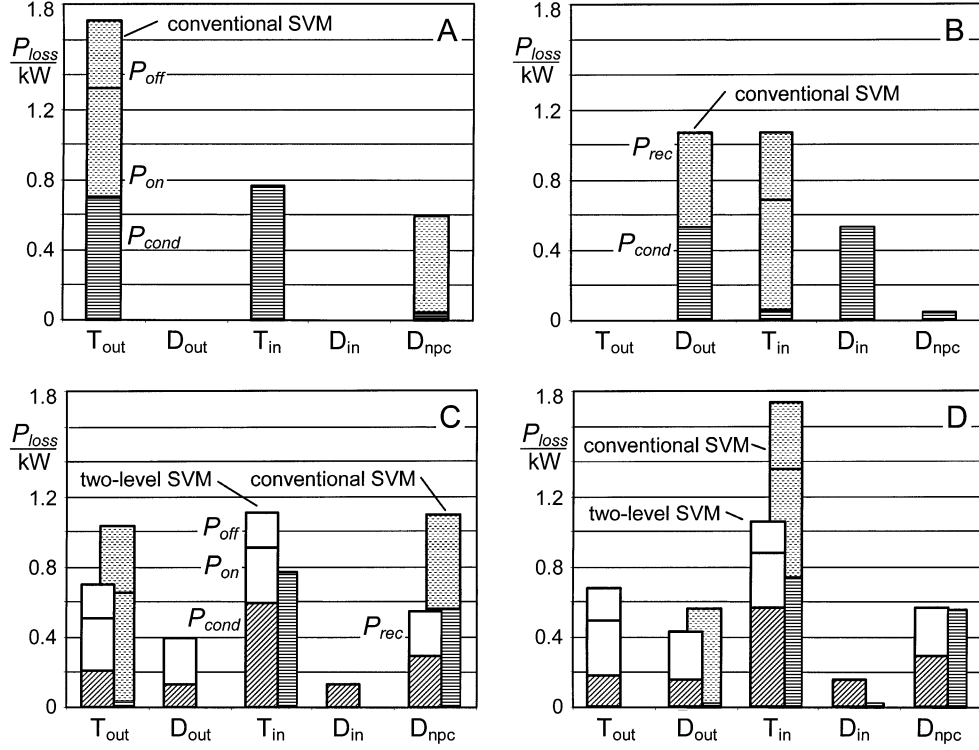 1.8
A
conventional SVM
P_loss
kW
P_off
1.2
P_on
0.8
P_cond
0.4
0
T_out D_out T_in D_in D_npc
1.8
B
P_loss
kW
conventional SVM
1.2
P_rec
0.8
P_cond
0.4
0
T_out D_out T_in D_in D_npc
1.8
C
P_loss
kW
two-level SVM conventional SVM
1.2
P_off
P_on
0.8
P_cond P_rec
0.4
0
T_out D_out T_in D_in D_npc
1.8
D
P_loss
kW
conventional SVM
1.2
two-level SVM
0.8
0.4
0
T_out D_out T_in D_in D_npc